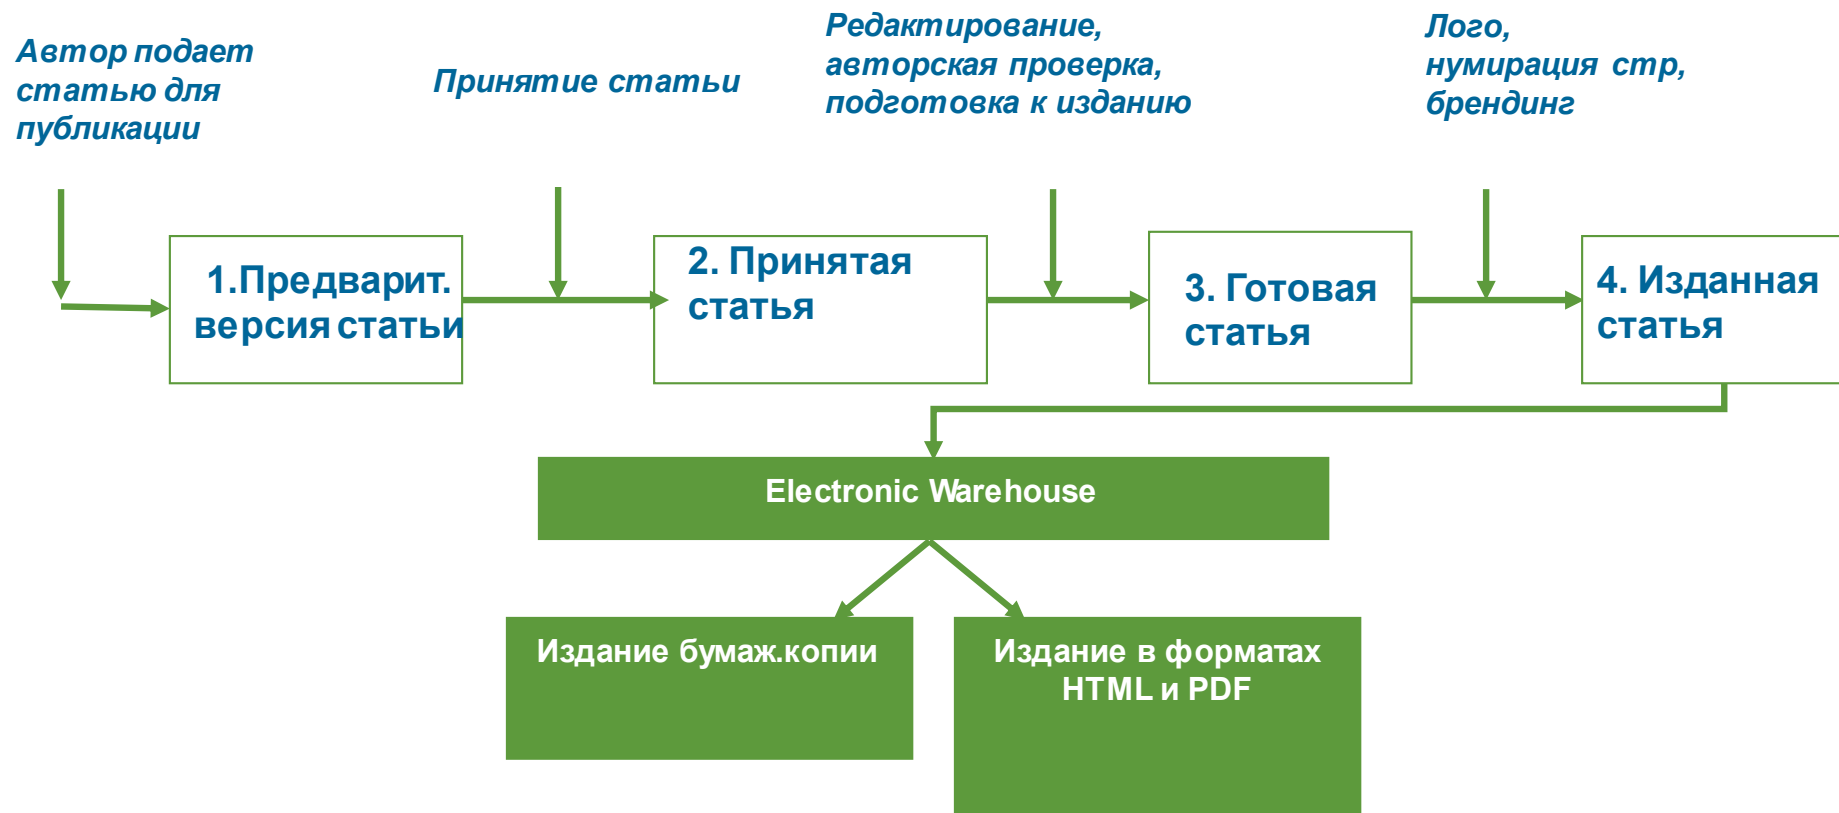 Автор подает
статью для
публикации
Принятие статьи
Редактирование,
авторская проверка,
подготовка к изданию
Лого,
нумирация стр,
брендинг
1.Предварит.
версия статьи
2. Принятая
статья
3. Готовая
статья
4. Изданная
статья
Electronic Warehouse
Издание бумаж.копии
Издание в форматах
HTML и PDF